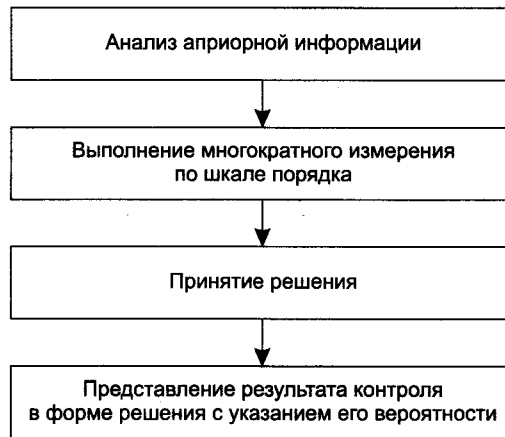 Анализ априорной информации
Выполнение многократного измерения
по шкале порядка
Принятие решения
Представление результата контроля
в форме решения с указанием его вероятности